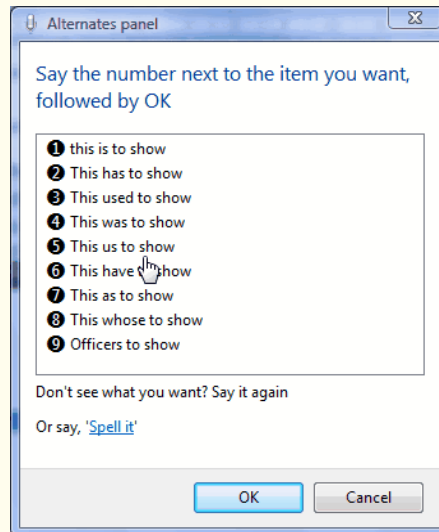 Alternates panel
Say the number next to the item you want,
followed by OK
1 this is to show
2 This has to show
3 This used to show
4 This was to show
5 This us to show
6 This have to show
7 This as to show
8 This whose to show
9 Officers to show
Don't see what you want? Say it again
Or say, 'Spell it'
OK Cancel